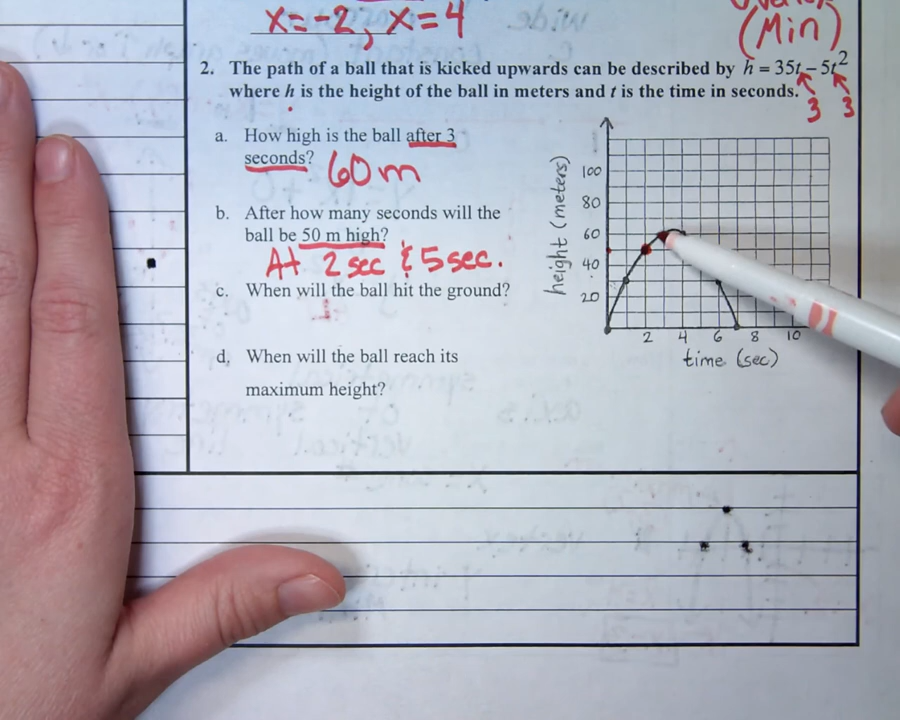 x=-2, x=4
(Min)
2. The path of a ball that is kicked upwards can be described by h = 35t - 5t²
where h is the height of the ball in meters and t is the time in seconds.
3 3
a. How high is the ball after 3
seconds? 60 m
b. After how many seconds will the
ball be 50 m high?
At 2 sec & 5 sec.
c. When will the ball hit the ground?
d. When will the ball reach its
maximum height?
height (meters)
100
80
60
40
20
2 4 6 8 10
time (sec)